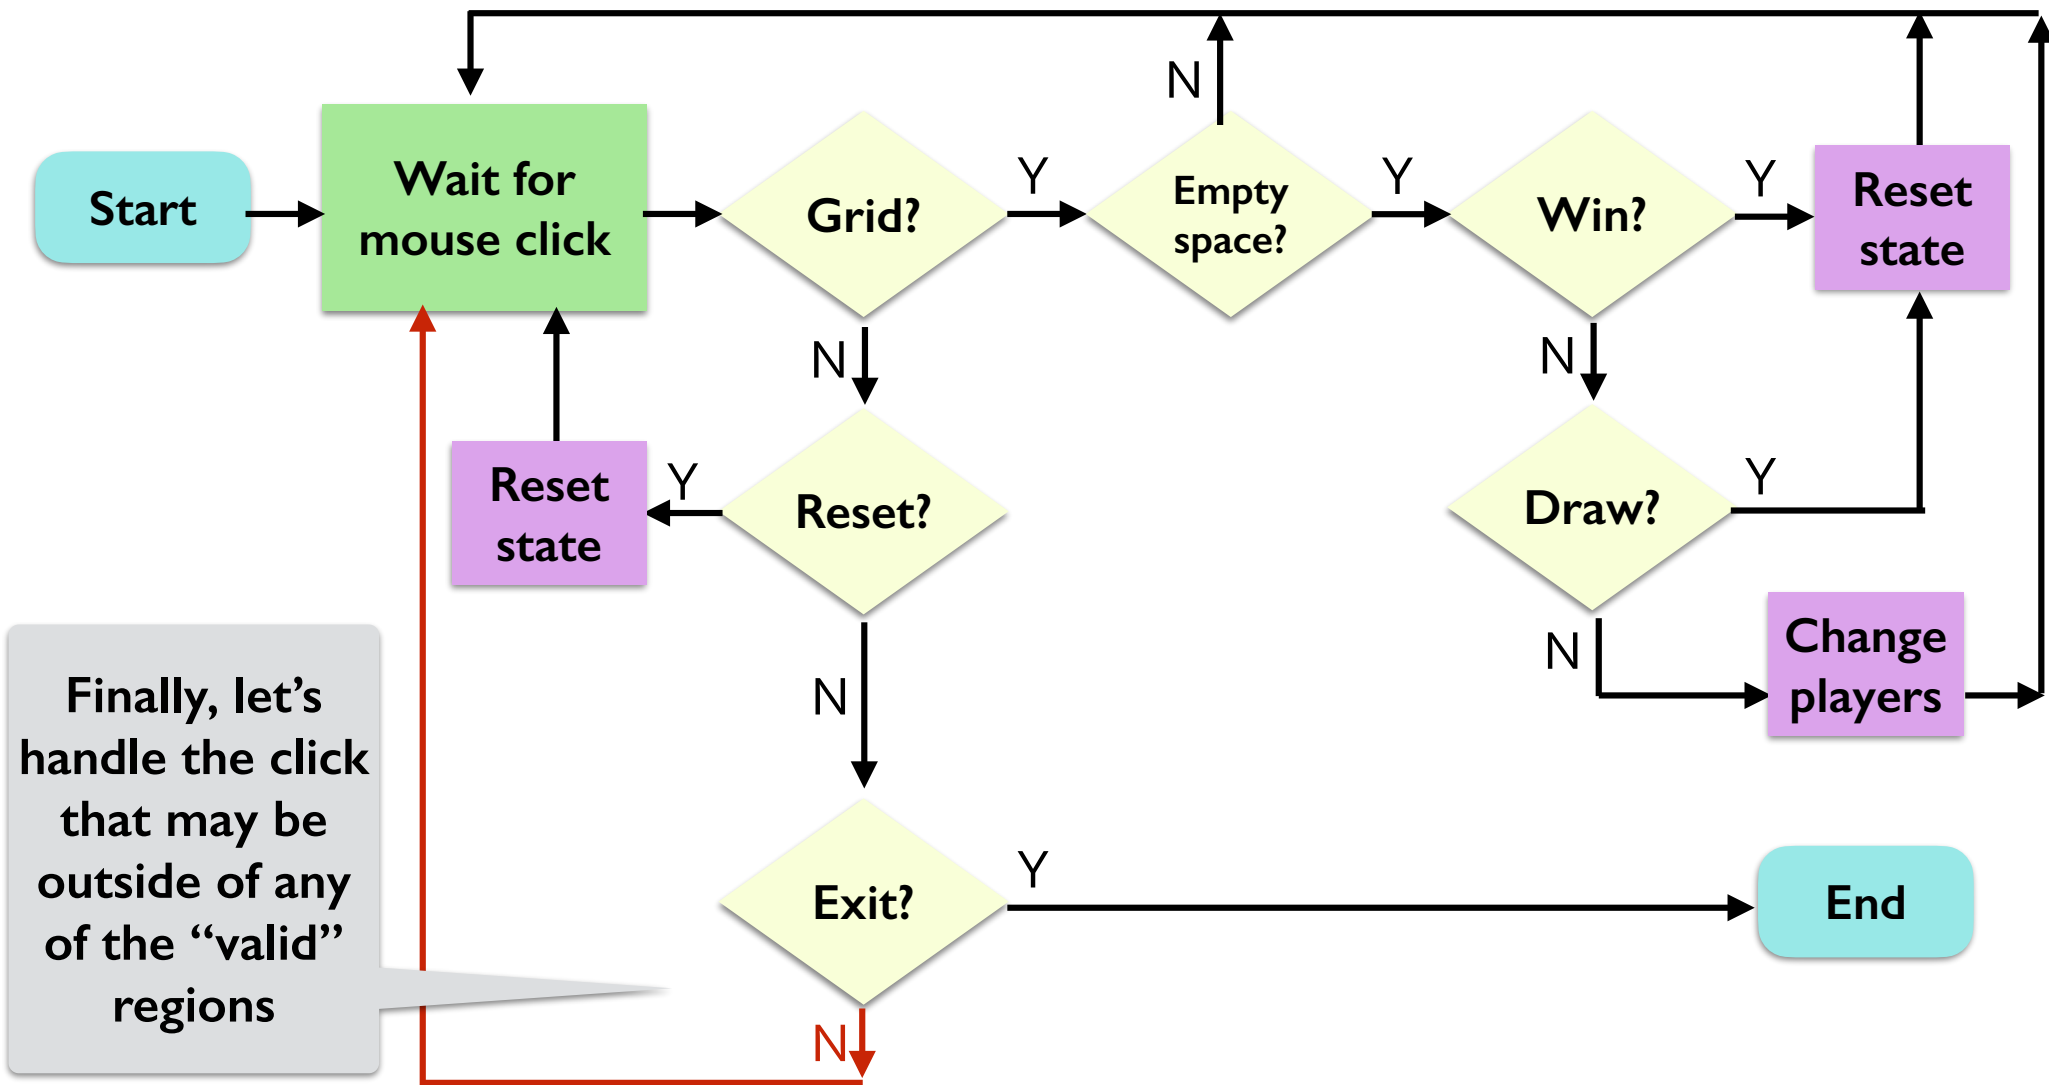 N
Start
Wait for
mouse click
Grid?
Y
Empty
space?
Y
Win?
Y
Reset
state
N
N
Reset
state
Y
Reset?
Draw?
Y
N
Change
players
N
Finally, let’s
handle the click
that may be
outside of any
of the “valid”
regions
Exit?
Y
End
N